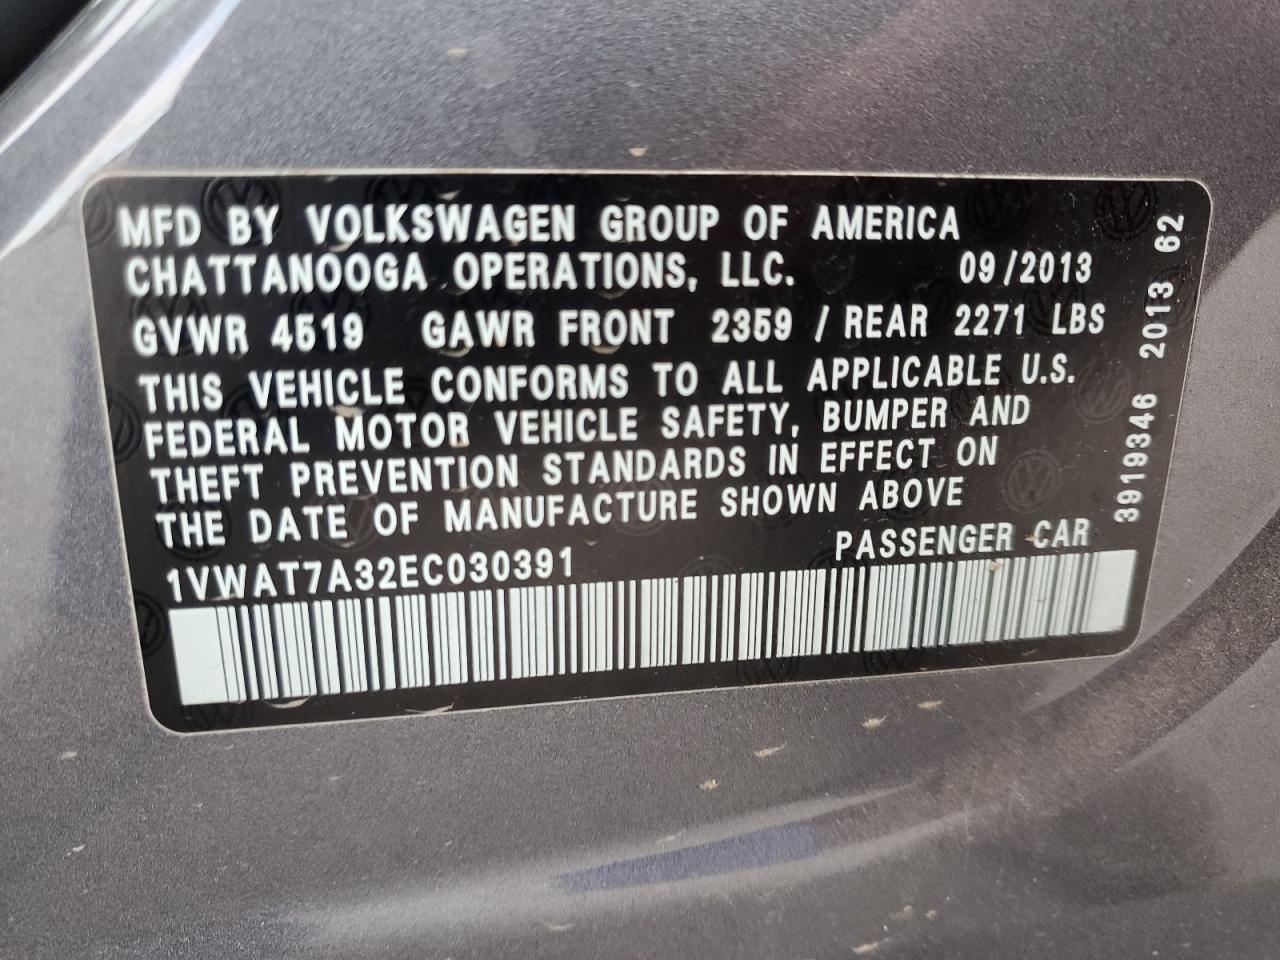 MFD BY VOLKSWAGEN GROUP OF AMERICA
CHATTANOOGA OPERATIONS, LLC. 09/2013
GVWR 4519 GAWR FRONT 2359 / REAR 2271 LBS
THIS VEHICLE CONFORMS TO ALL APPLICABLE U.S.
FEDERAL MOTOR VEHICLE SAFETY, BUMPER AND
THEFT PREVENTION STANDARDS IN EFFECT ON
THE DATE OF MANUFACTURE SHOWN ABOVE
1VWAT7A32EC030391 PASSENGER CAR
3919346 2013 62